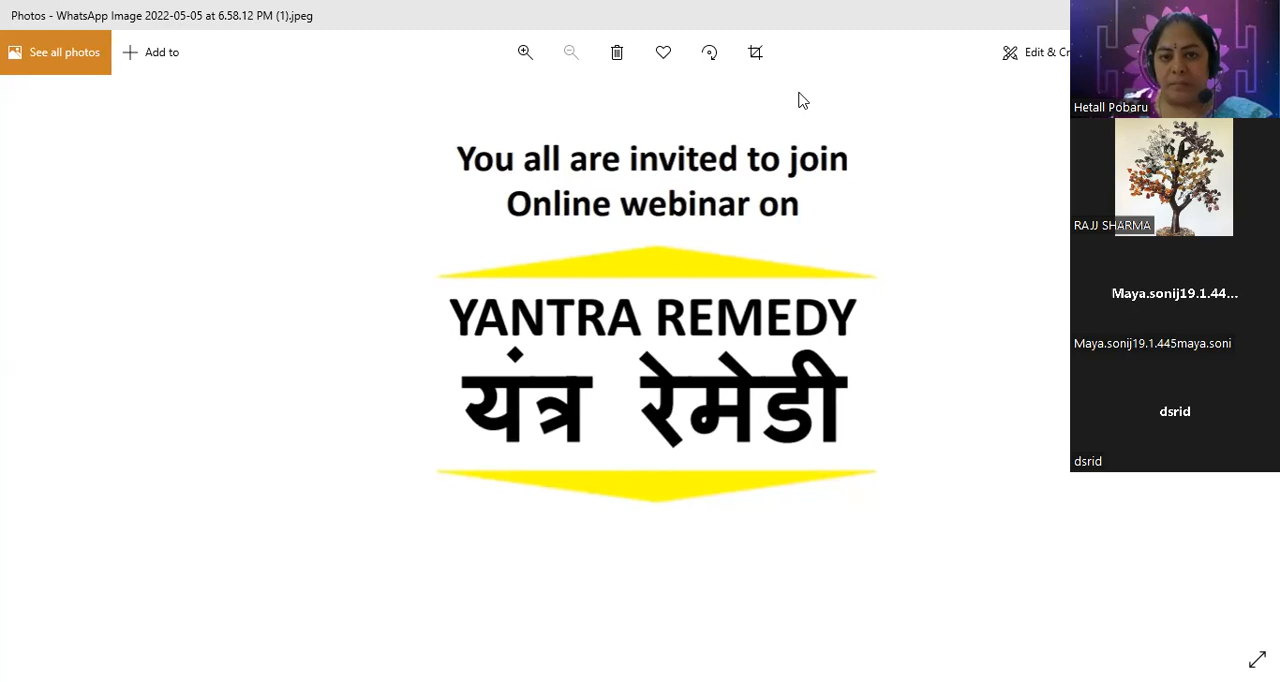 Photos - WhatsApp Image 2022-05-05 at 6.58.12 PM (1).jpeg
See all photos
Add to
Edit & Cr
You all are invited to join
Online webinar on
YANTRA REMEDY
यंत्र रेमेडी
Hetall Pobaru
RAJJ SHARMA
Maya.sonij19.1.44...
Maya.sonij19.1.445maya.soni
dsrid
dsrid